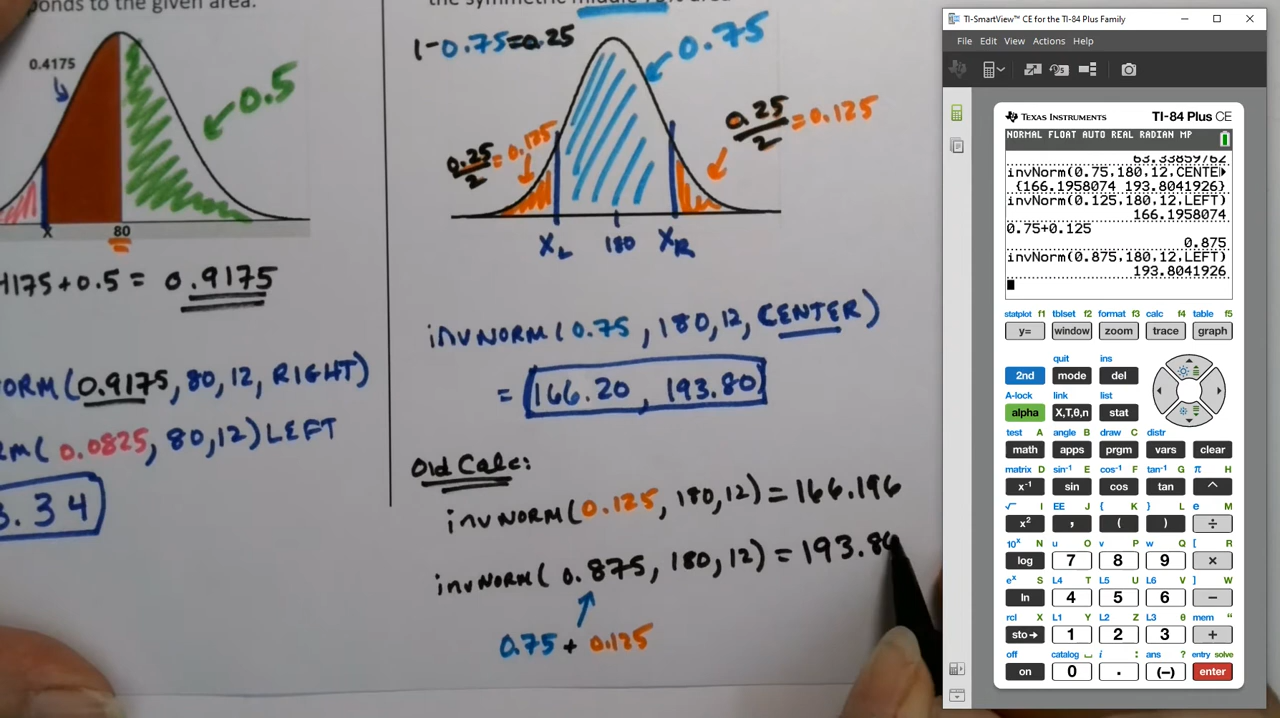 ponds to the given area.
0.4175
0.5
X
80
4175+0.5 = 0.9175
ORM(0.9175, 80, 12, RIGHT)
RM( 0.0825, 80, 12) LEFT
3.34
1-0.75=0.25
0.75
0.25/2 = 0.125
0.25/2 = 0.125
XL 180 XR
invNORM(0.75, 180, 12, CENTER)
= (166.20, 193.80)
Old Calc:
invNORM(0.125, 180, 12) = 166.196
invNORM( 0.875, 180, 12) = 193.80
0.75 + 0.125
TI-SmartView™ CE for the TI-84 Plus Family
File Edit View Actions Help
TEXAS INSTRUMENTS TI-84 Plus CE
NORMAL FLOAT AUTO REAL RADIAN MP
63.33859762
invNorm(0.75,180,12,CENTE
{166.1958074 193.8041926}
invNorm(0.125,180,12,LEFT)
166.1958074
0.75+0.125
0.875
invNorm(0.875,180,12,LEFT)
193.8041926
statplot f1 tblset f2 format f3 calc f4 table f5
y= window zoom trace graph
quit ins
2nd mode del
A-lock link list
alpha X,T,θ,n stat
test A angle B draw C distr
math apps prgm vars clear
matrix D sin⁻¹ E cos⁻¹ F tan⁻¹ G π H
x⁻¹ sin cos tan ^
√ I EE J { K } L e M
x² , ( ) ÷
10ˣ N u O v P w Q [ R
log 7 8 9 ×
eˣ S L4 T L5 U L6 V ] W
ln 4 5 6 −
rcl X L1 Y L2 Z L3 θ mem "
sto→ 1 2 3 +
off catalog ⎵ i : ans ? entry solve
on 0 . (−) enter